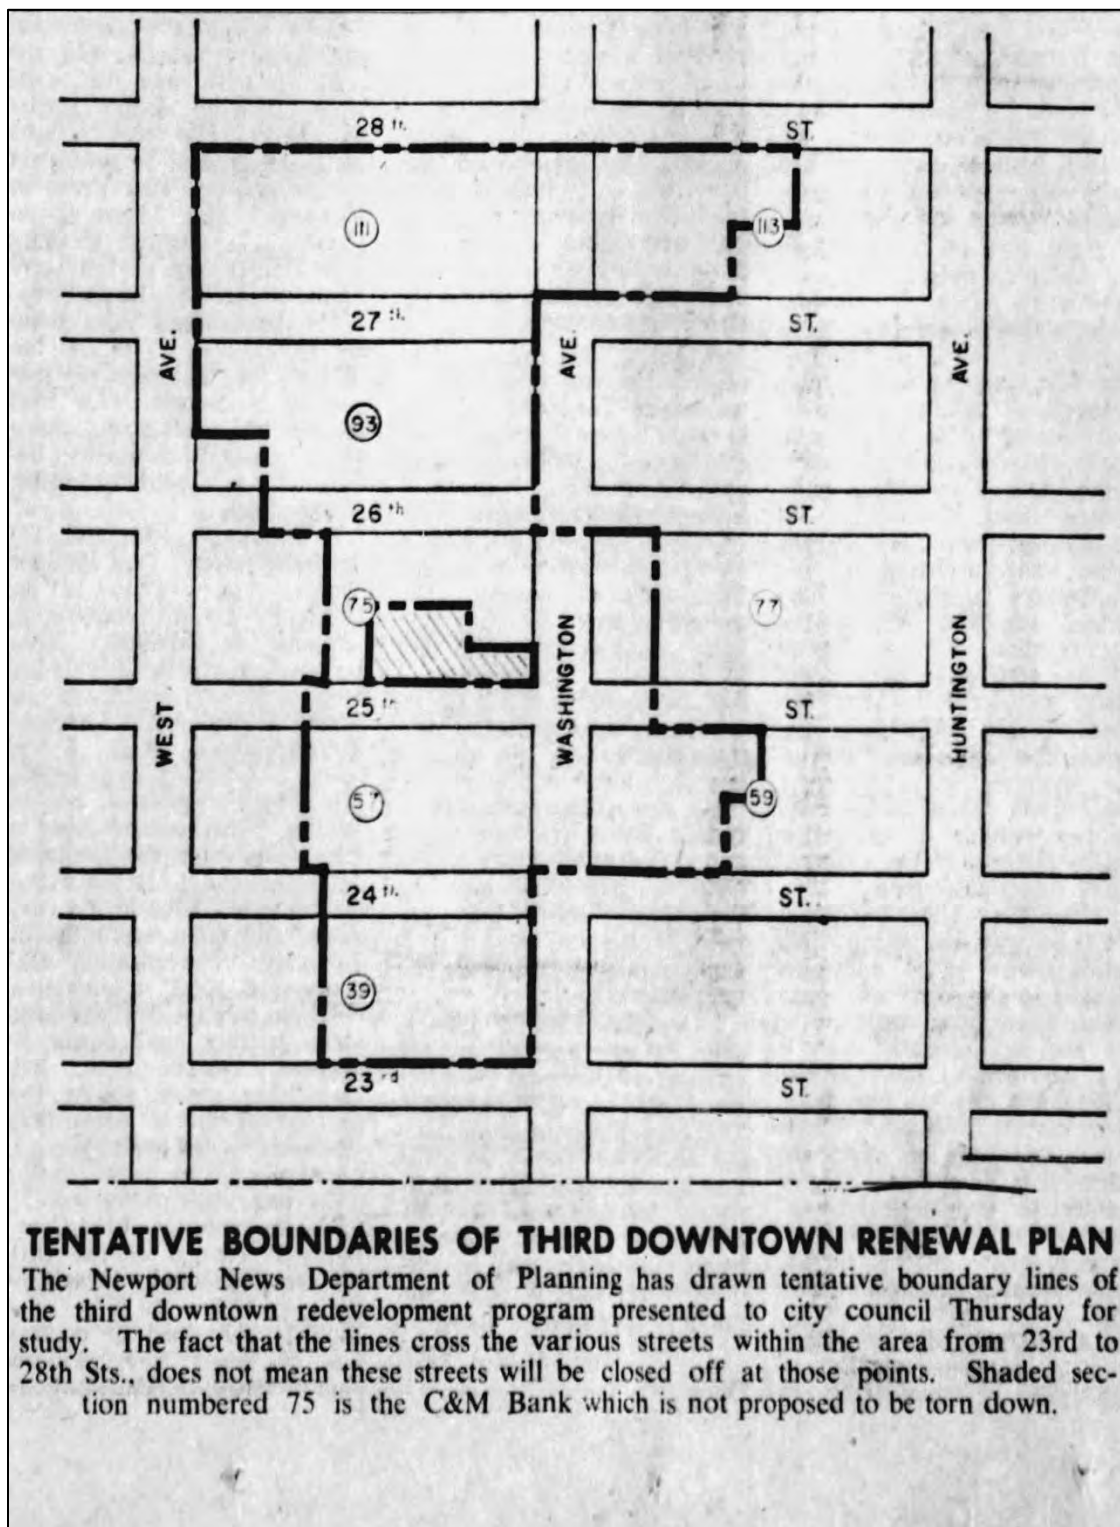 28th ST.
111
113
27th ST.
AVE. AVE. AVE.
93
26th ST.
75
77
WEST
WASHINGTON
HUNTINGTON
25th ST.
57
59
24th ST.
39
23rd ST.
TENTATIVE BOUNDARIES OF THIRD DOWNTOWN RENEWAL PLAN
The Newport News Department of Planning has drawn tentative boundary lines of
the third downtown redevelopment program presented to city council Thursday for
study. The fact that the lines cross the various streets within the area from 23rd to
28th Sts., does not mean these streets will be closed off at those points. Shaded sec-
tion numbered 75 is the C&M Bank which is not proposed to be torn down.